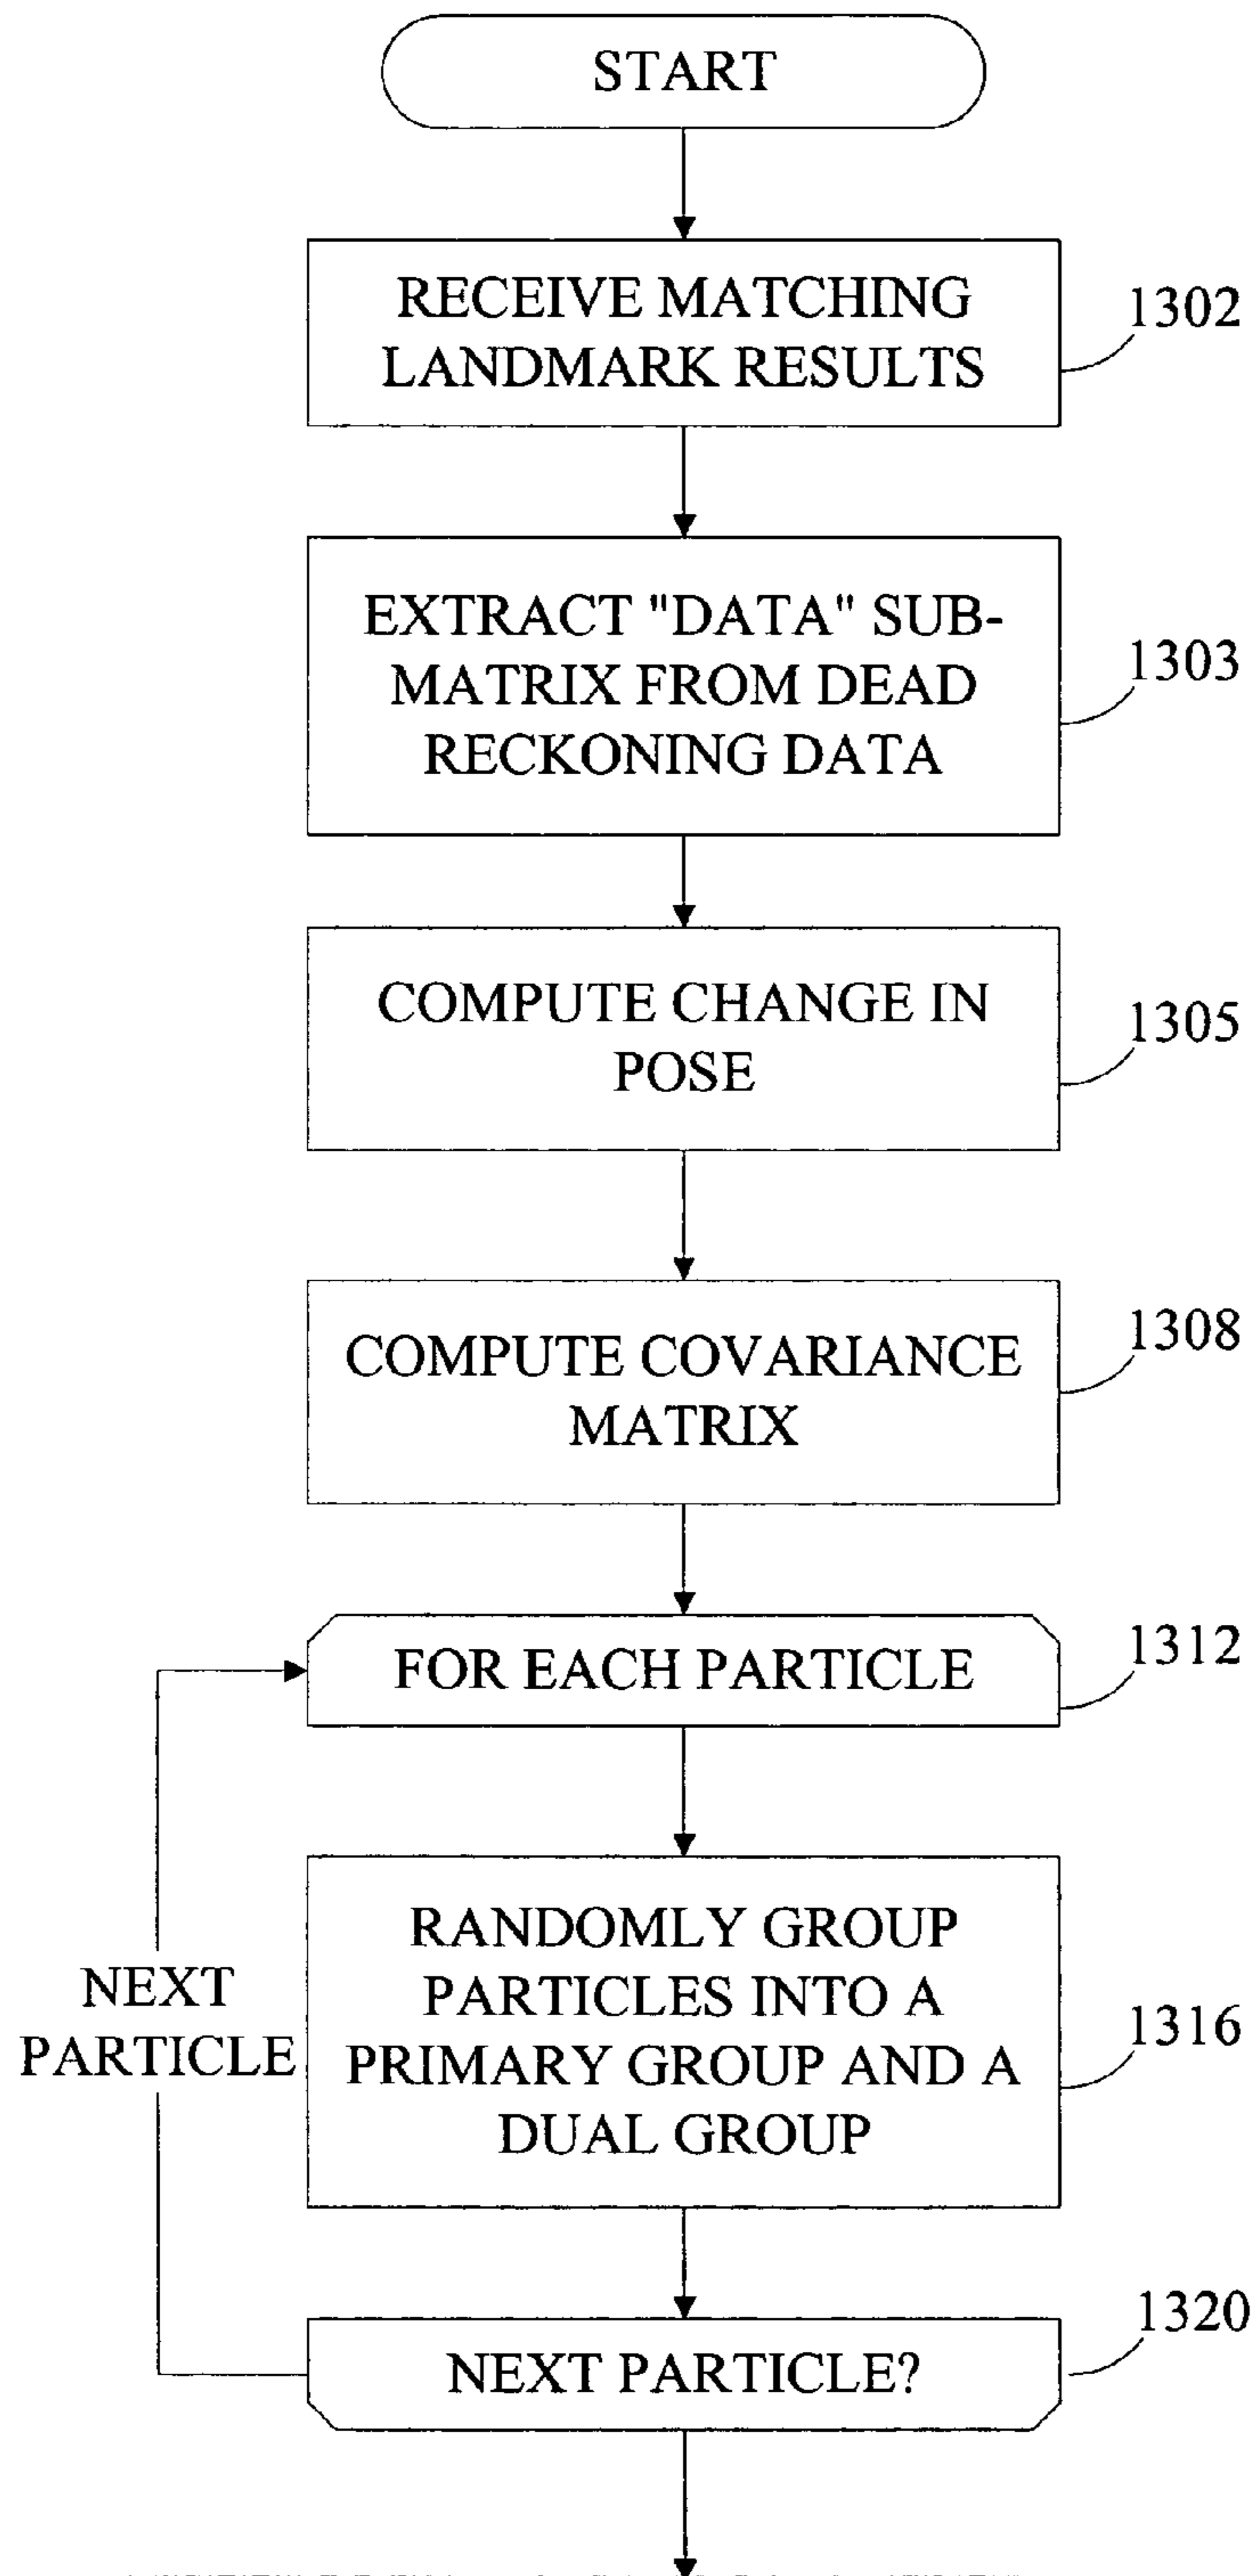 START
RECEIVE MATCHING
LANDMARK RESULTS
1302
EXTRACT "DATA" SUB-
MATRIX FROM DEAD
RECKONING DATA
1303
COMPUTE CHANGE IN
POSE
1305
COMPUTE COVARIANCE
MATRIX
1308
FOR EACH PARTICLE
1312
NEXT
PARTICLE
RANDOMLY GROUP
PARTICLES INTO A
PRIMARY GROUP AND A
DUAL GROUP
1316
NEXT PARTICLE?
1320